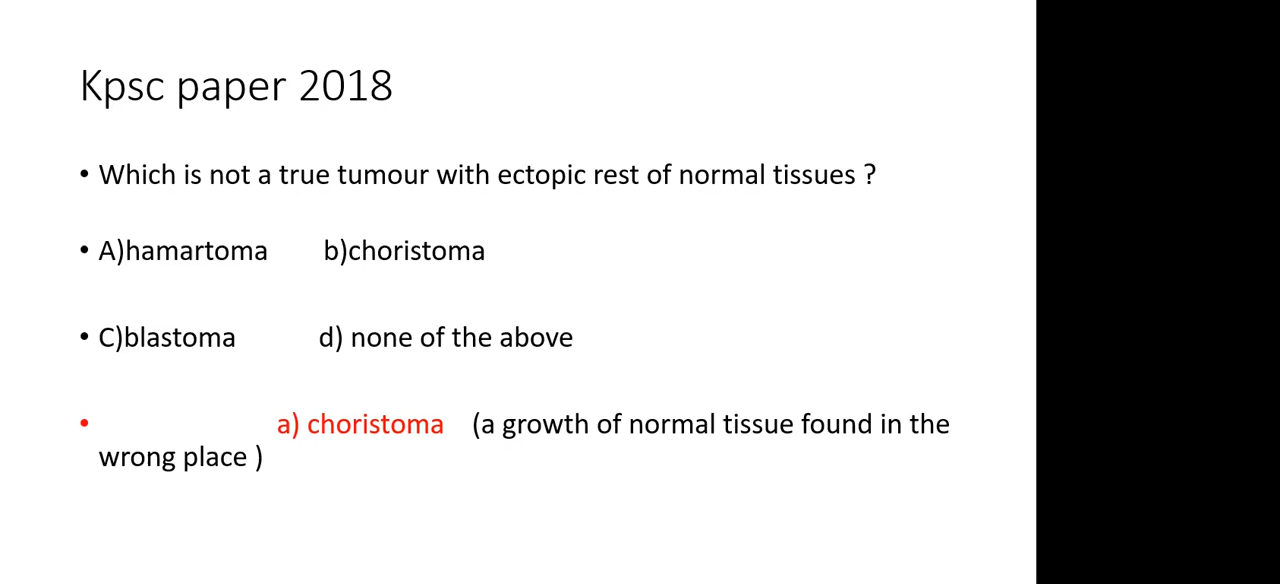 Kpsc paper 2018
• Which is not a true tumour with ectopic rest of normal tissues ?
• A)hamartoma b)choristoma
• C)blastoma d) none of the above
• a) choristoma (a growth of normal tissue found in the
wrong place )